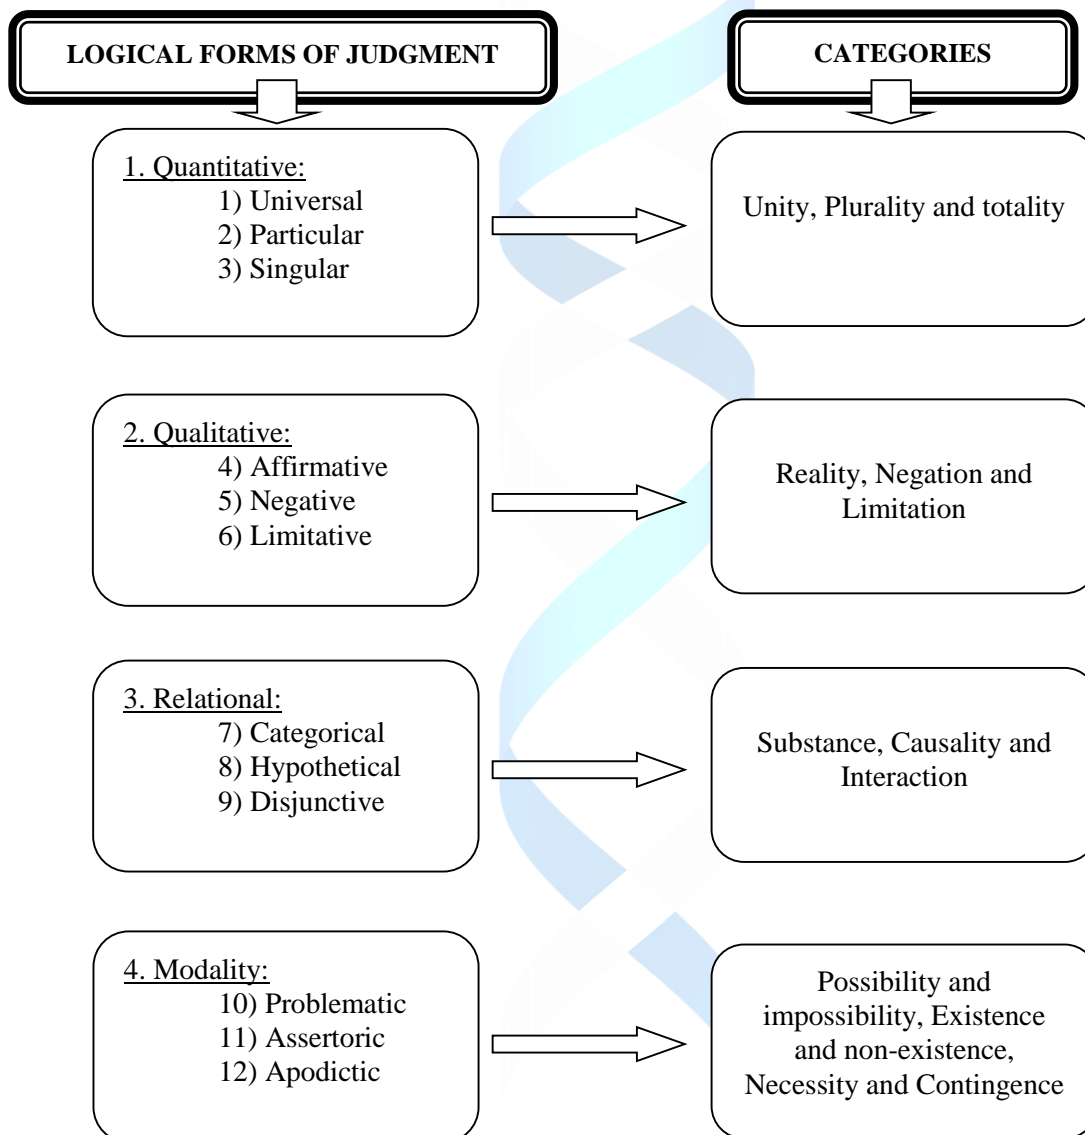 LOGICAL FORMS OF JUDGMENT
CATEGORIES
1. Quantitative:
1) Universal
2) Particular
3) Singular
Unity, Plurality and totality
2. Qualitative:
4) Affirmative
5) Negative
6) Limitative
Reality, Negation and
Limitation
3. Relational:
7) Categorical
8) Hypothetical
9) Disjunctive
Substance, Causality and
Interaction
4. Modality:
10) Problematic
11) Assertoric
12) Apodictic
Possibility and
impossibility, Existence
and non-existence,
Necessity and Contingence